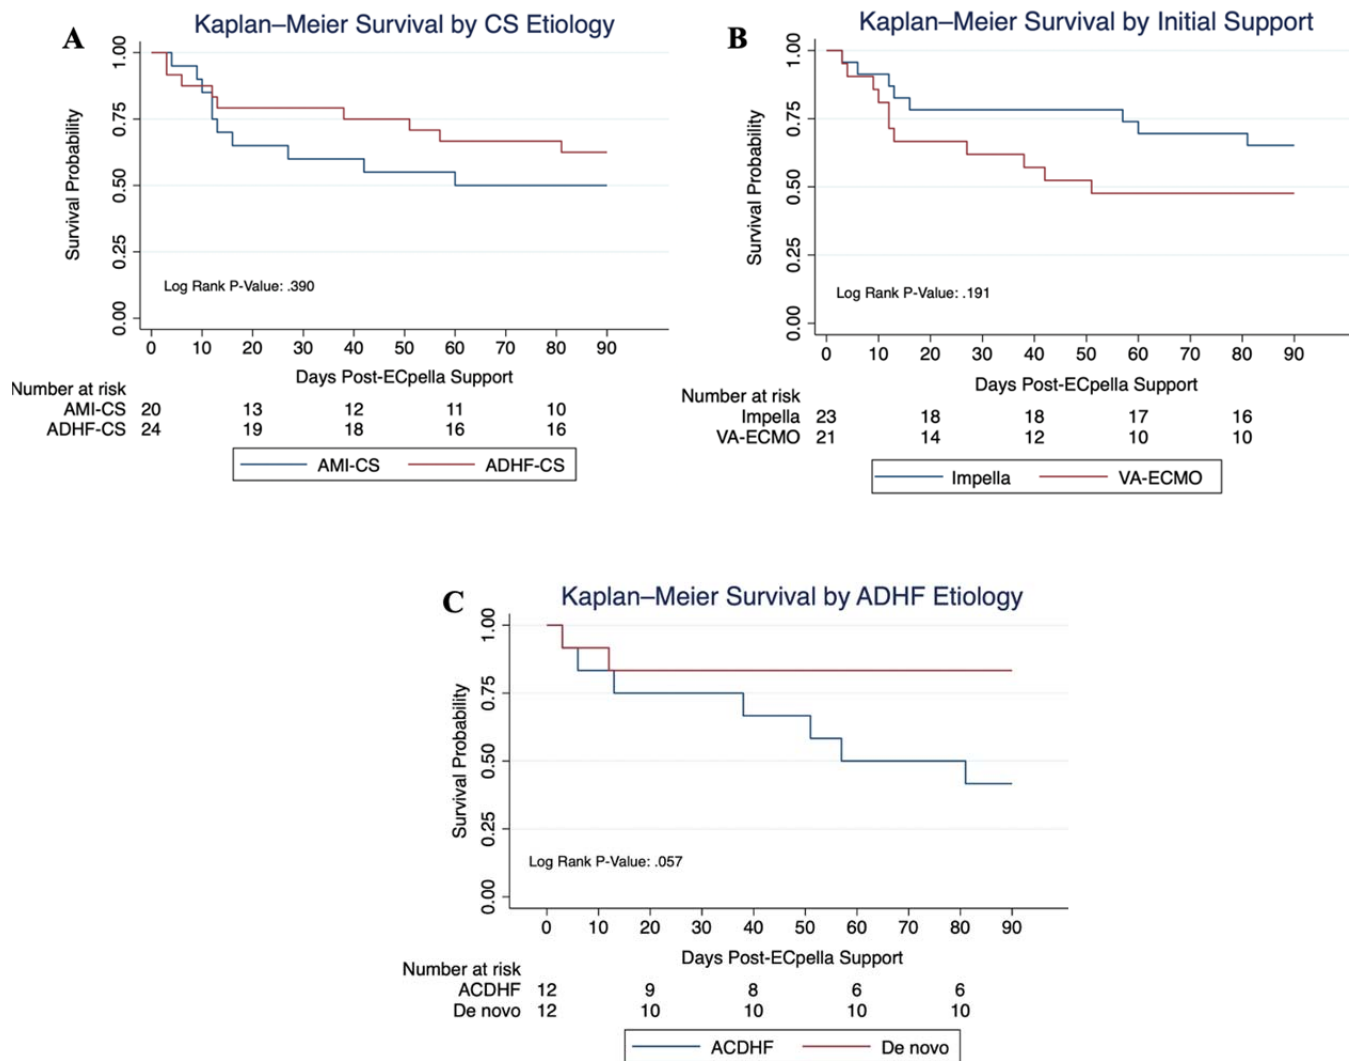 A
Kaplan–Meier Survival by CS Etiology
1.00
0.75
0.50
0.25
0.00
Survival Probability
Log Rank P-Value: .390
0 10 20 30 40 50 60 70 80 90
Days Post-ECpella Support
Number at risk
AMI-CS 20 13 12 11 10
ADHF-CS 24 19 18 16 16
AMI-CS ADHF-CS
B
Kaplan–Meier Survival by Initial Support
1.00
0.75
0.50
0.25
0.00
Survival Probability
Log Rank P-Value: .191
0 10 20 30 40 50 60 70 80 90
Days Post-ECpella Support
Number at risk
Impella 23 18 18 17 16
VA-ECMO 21 14 12 10 10
Impella VA-ECMO
C
Kaplan–Meier Survival by ADHF Etiology
1.00
0.75
0.50
0.25
0.00
Survival Probability
Log Rank P-Value: .057
0 10 20 30 40 50 60 70 80 90
Days Post-ECpella Support
Number at risk
ACDHF 12 9 8 6 6
De novo 12 10 10 10 10
ACDHF De novo